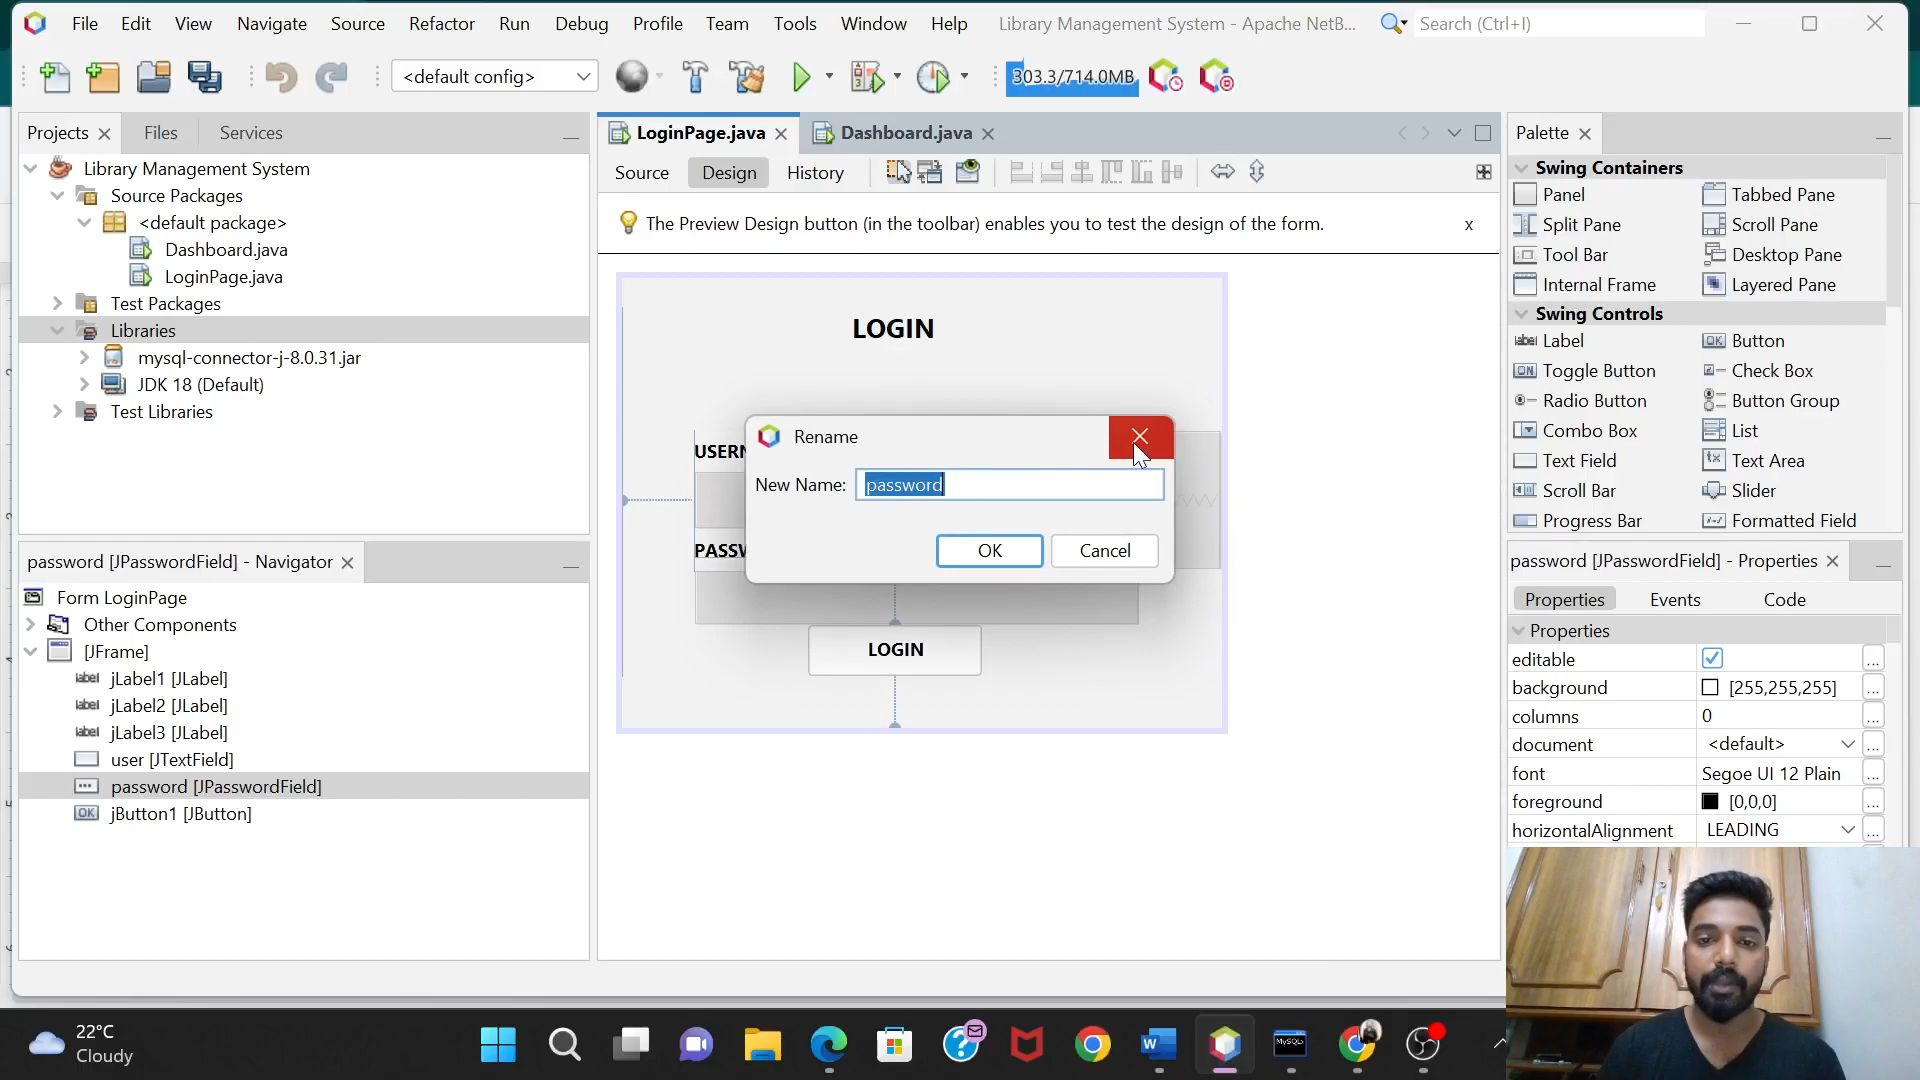 File Edit View Navigate Source Refactor Run Debug Profile Team Tools Window Help Library Management System - Apache NetB... Search (Ctrl+I)
<default config> 303.3/714.0MB
Projects Files Services
Library Management System
Source Packages
<default package>
Dashboard.java
LoginPage.java
Test Packages
Libraries
mysql-connector-j-8.0.31.jar
JDK 18 (Default)
Test Libraries
password [JPasswordField] - Navigator
Form LoginPage
Other Components
[JFrame]
label jLabel1 [JLabel]
label jLabel2 [JLabel]
label jLabel3 [JLabel]
user [JTextField]
password [JPasswordField]
OK jButton1 [JButton]
LoginPage.java Dashboard.java
Source Design History
The Preview Design button (in the toolbar) enables you to test the design of the form. x
LOGIN
USERN
PASSW
LOGIN
Rename
New Name: password
OK Cancel
Palette
Swing Containers
Panel Tabbed Pane
Split Pane Scroll Pane
Tool Bar Desktop Pane
Internal Frame Layered Pane
Swing Controls
label Label OK Button
ON Toggle Button Check Box
Radio Button Button Group
Combo Box List
Text Field Text Area
Scroll Bar Slider
Progress Bar Formatted Field
password [JPasswordField] - Properties
Properties Events Code
Properties
editable ...
background [255,255,255] ...
columns 0 ...
document <default> ...
font Segoe UI 12 Plain ...
foreground [0,0,0] ...
horizontalAlignment LEADING ...
22°C
Cloudy
W
MySQL